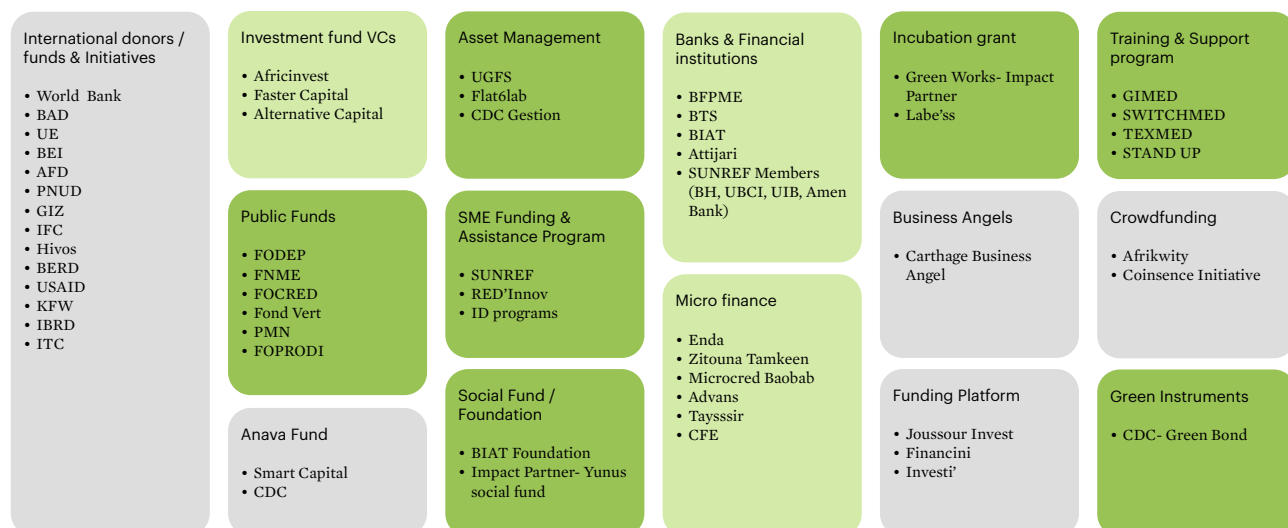 International donors /
funds & Initiatives
• World Bank
• BAD
• UE
• BEI
• AFD
• PNUD
• GIZ
• IFC
• Hivos
• BERD
• USAID
• KFW
• IBRD
• ITC
Investment fund VCs
• Africinvest
• Faster Capital
• Alternative Capital
Public Funds
• FODEP
• FNME
• FOCRED
• Fond Vert
• PMN
• FOPRODI
Anava Fund
• Smart Capital
• CDC
Asset Management
• UGFS
• Flat6lab
• CDC Gestion
SME Funding &
Assistance Program
• SUNREF
• RED’Innov
• ID programs
Social Fund /
Foundation
• BIAT Foundation
• Impact Partner- Yunus
social fund
Banks & Financial
institutions
• BFPME
• BTS
• BIAT
• Attijari
• SUNREF Members
(BH, UBCI, UIB, Amen
Bank)
Micro finance
• Enda
• Zitouna Tamkeen
• Microcred Baobab
• Advans
• Taysssir
• CFE
Incubation grant
• Green Works- Impact
Partner
• Labe’ss
Business Angels
• Carthage Business
Angel
Funding Platform
• Joussour Invest
• Financini
• Investi’
Training & Support
program
• GIMED
• SWITCHMED
• TEXMED
• STAND UP
Crowdfunding
• Afrikwity
• Coinsence Initiative
Green Instruments
• CDC- Green Bond